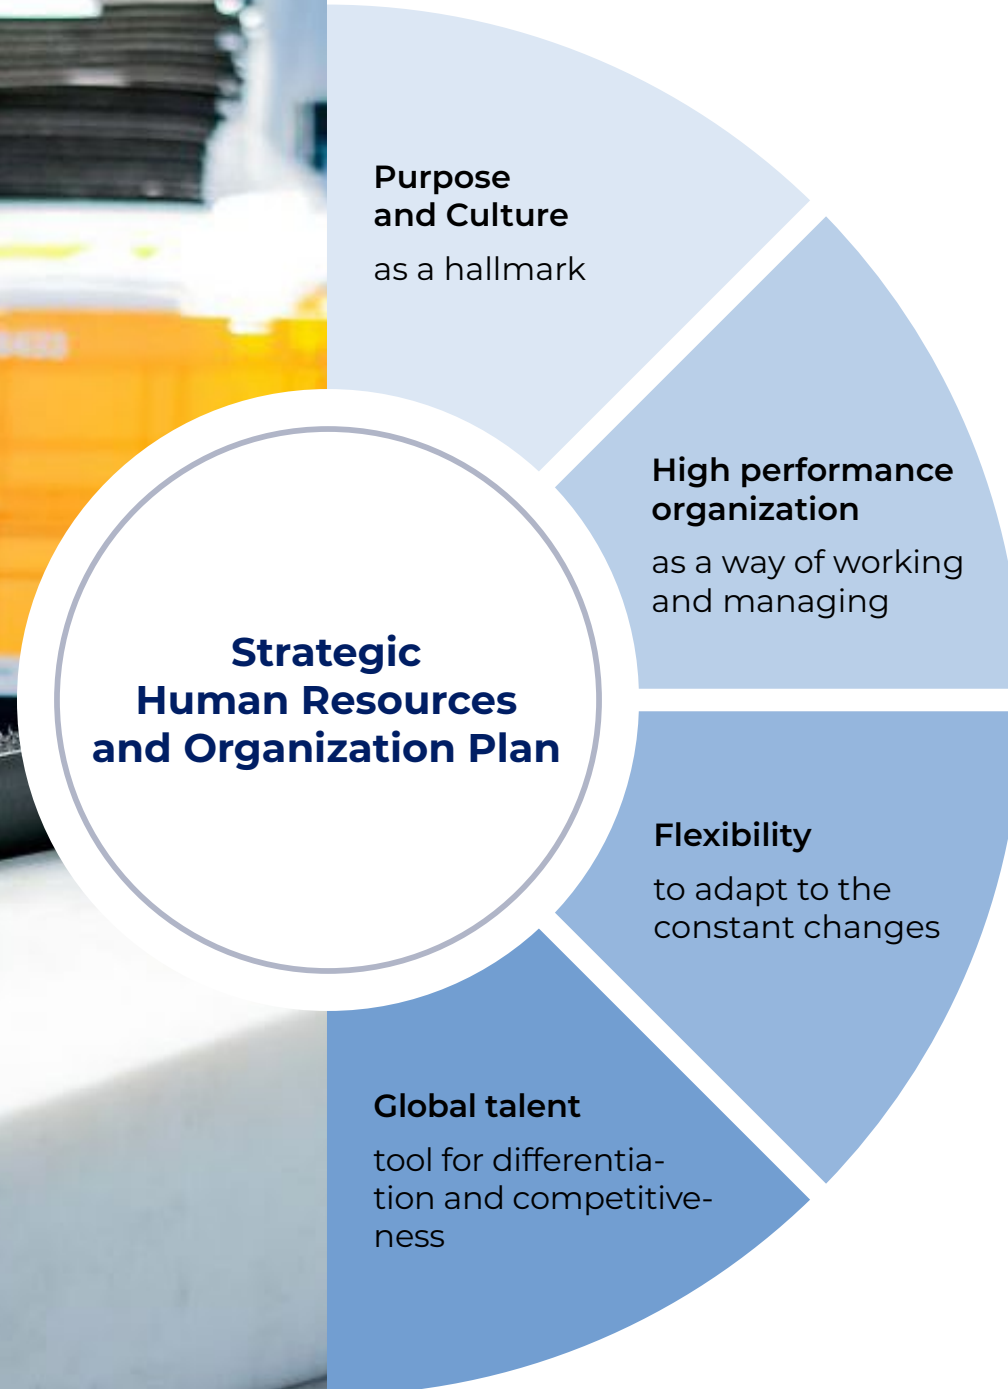 Purpose
and Culture
as a hallmark
High performance
organization
as a way of working
and managing
Strategic
Human Resources
and Organization Plan
Flexibility
to adapt to the
constant changes
Global talent
tool for differentia-
tion and competitive-
ness